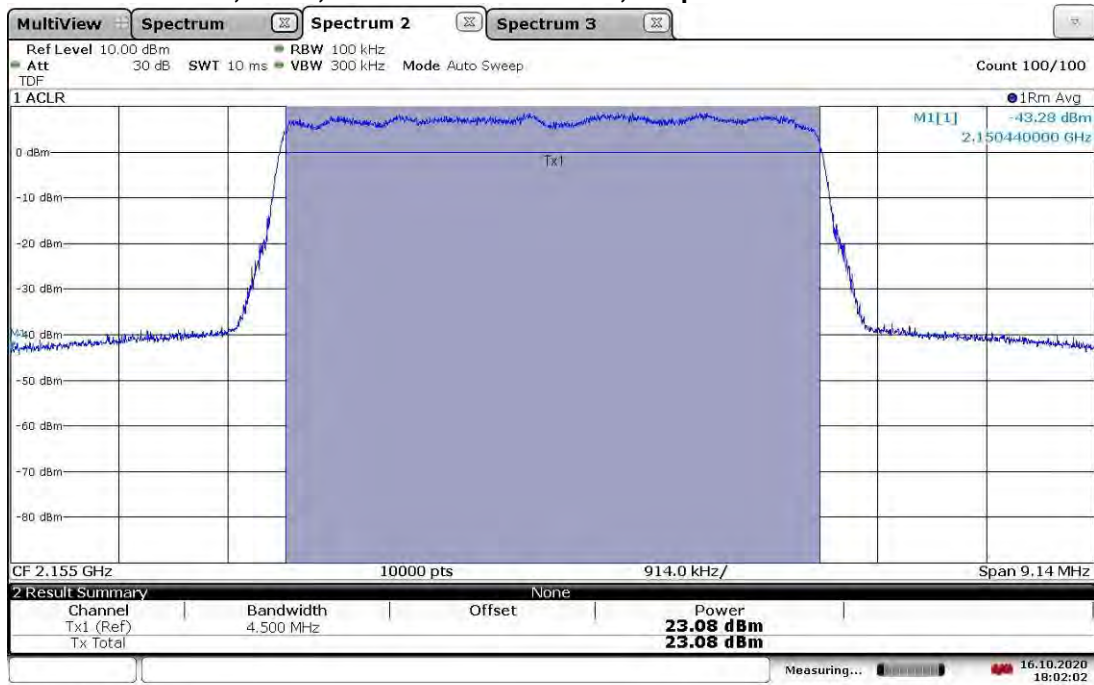 MultiView Spectrum Spectrum 2 Spectrum 3
Ref Level 10.00 dBm RBW 100 kHz
Att 30 dB SWT 10 ms VBW 300 kHz Mode Auto Sweep Count 100/100
TDF
1 ACLR 1Rm Avg
M1[1] -43.28 dBm
2.150440000 GHz
0 dBm
Tx1
-10 dBm
-20 dBm
-30 dBm
M1
-40 dBm
-50 dBm
-60 dBm
-70 dBm
-80 dBm
CF 2.155 GHz 10000 pts 914.0 kHz/ Span 9.14 MHz
2 Result Summary None
Channel Bandwidth Offset Power
Tx1 (Ref) 4.500 MHz 23.08 dBm
Tx Total 23.08 dBm
Measuring... 16.10.2020
18:02:02